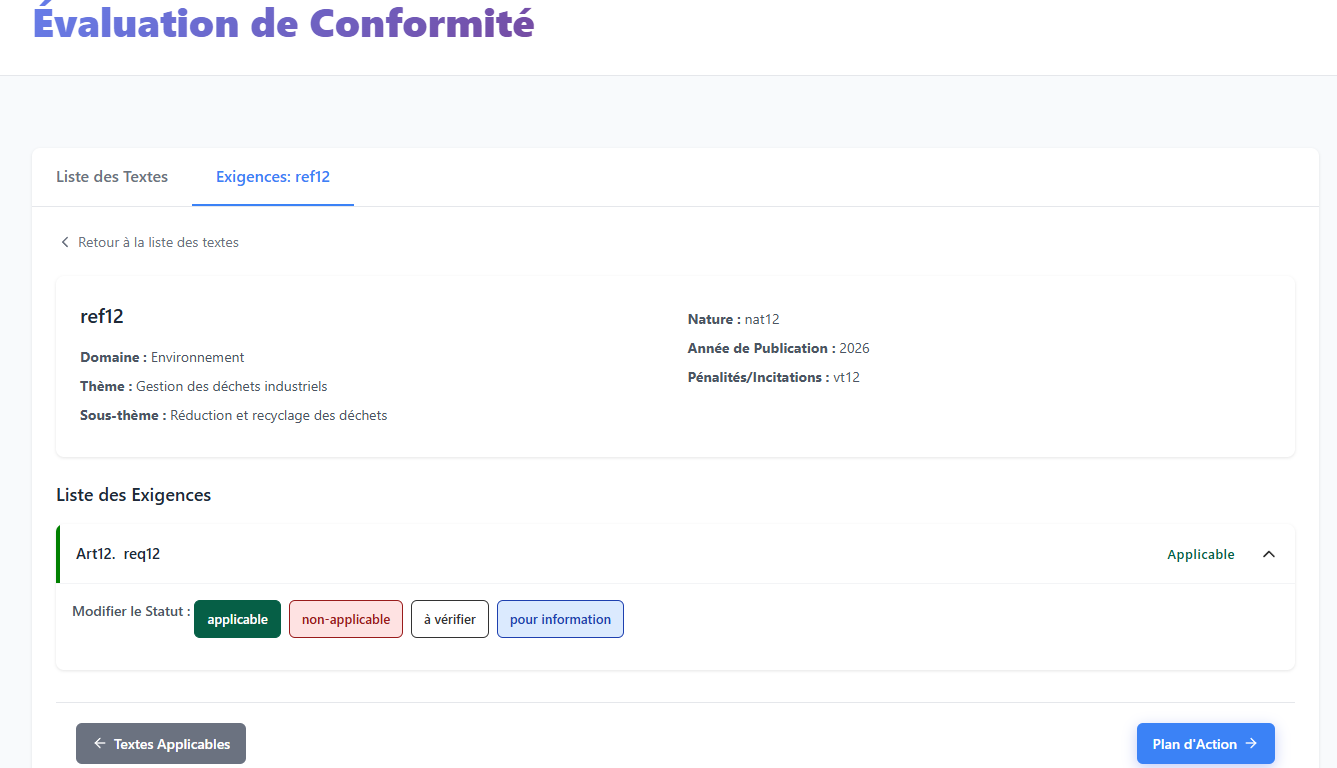 Évaluation de Conformité
Liste des Textes
Exigences: ref12
Retour à la liste des textes
ref12
Domaine : Environnement
Thème : Gestion des déchets industriels
Sous-thème : Réduction et recyclage des déchets
Nature : nat12
Année de Publication : 2026
Pénalités/Incitations : vt12
Liste des Exigences
Art12. req12
Applicable
Modifier le Statut :
applicable
non-applicable
à vérifier
pour information
Textes Applicables
Plan d'Action